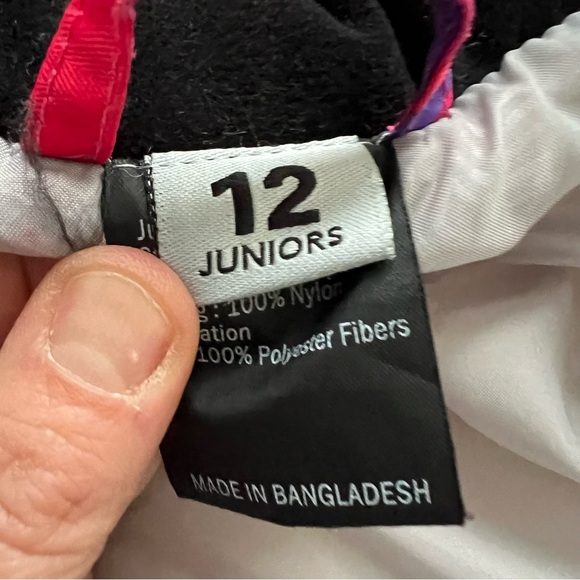 12
JUNIORS
: 100% Nylon
ation
100% Polyester Fibers
MADE IN BANGLADESH